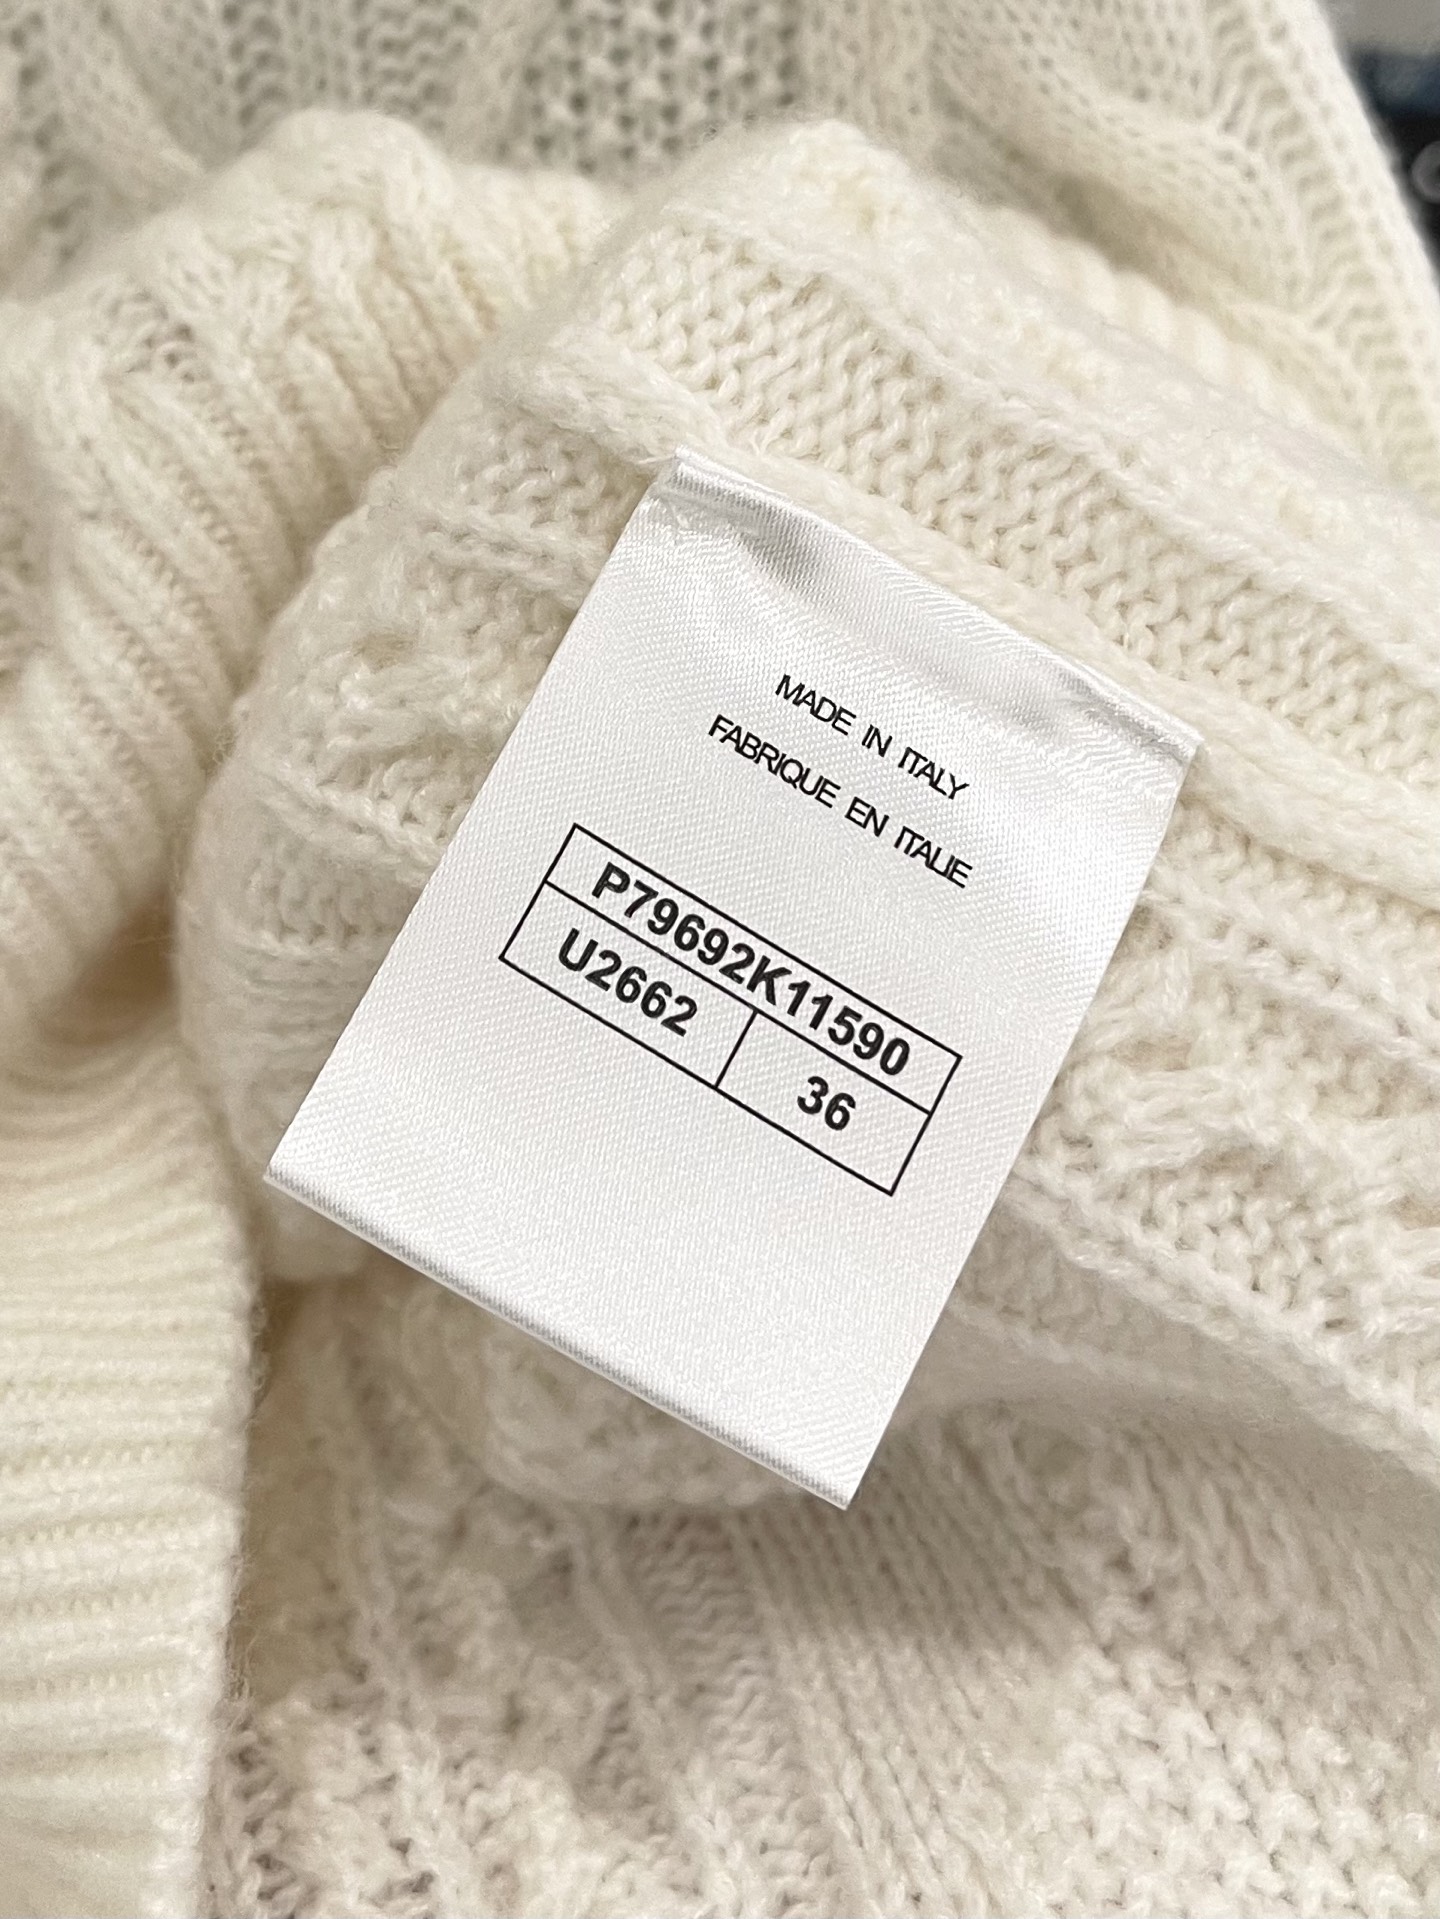 MADE IN ITALY
FABRIQUE EN ITALIE
P79692K11590
U2662 36